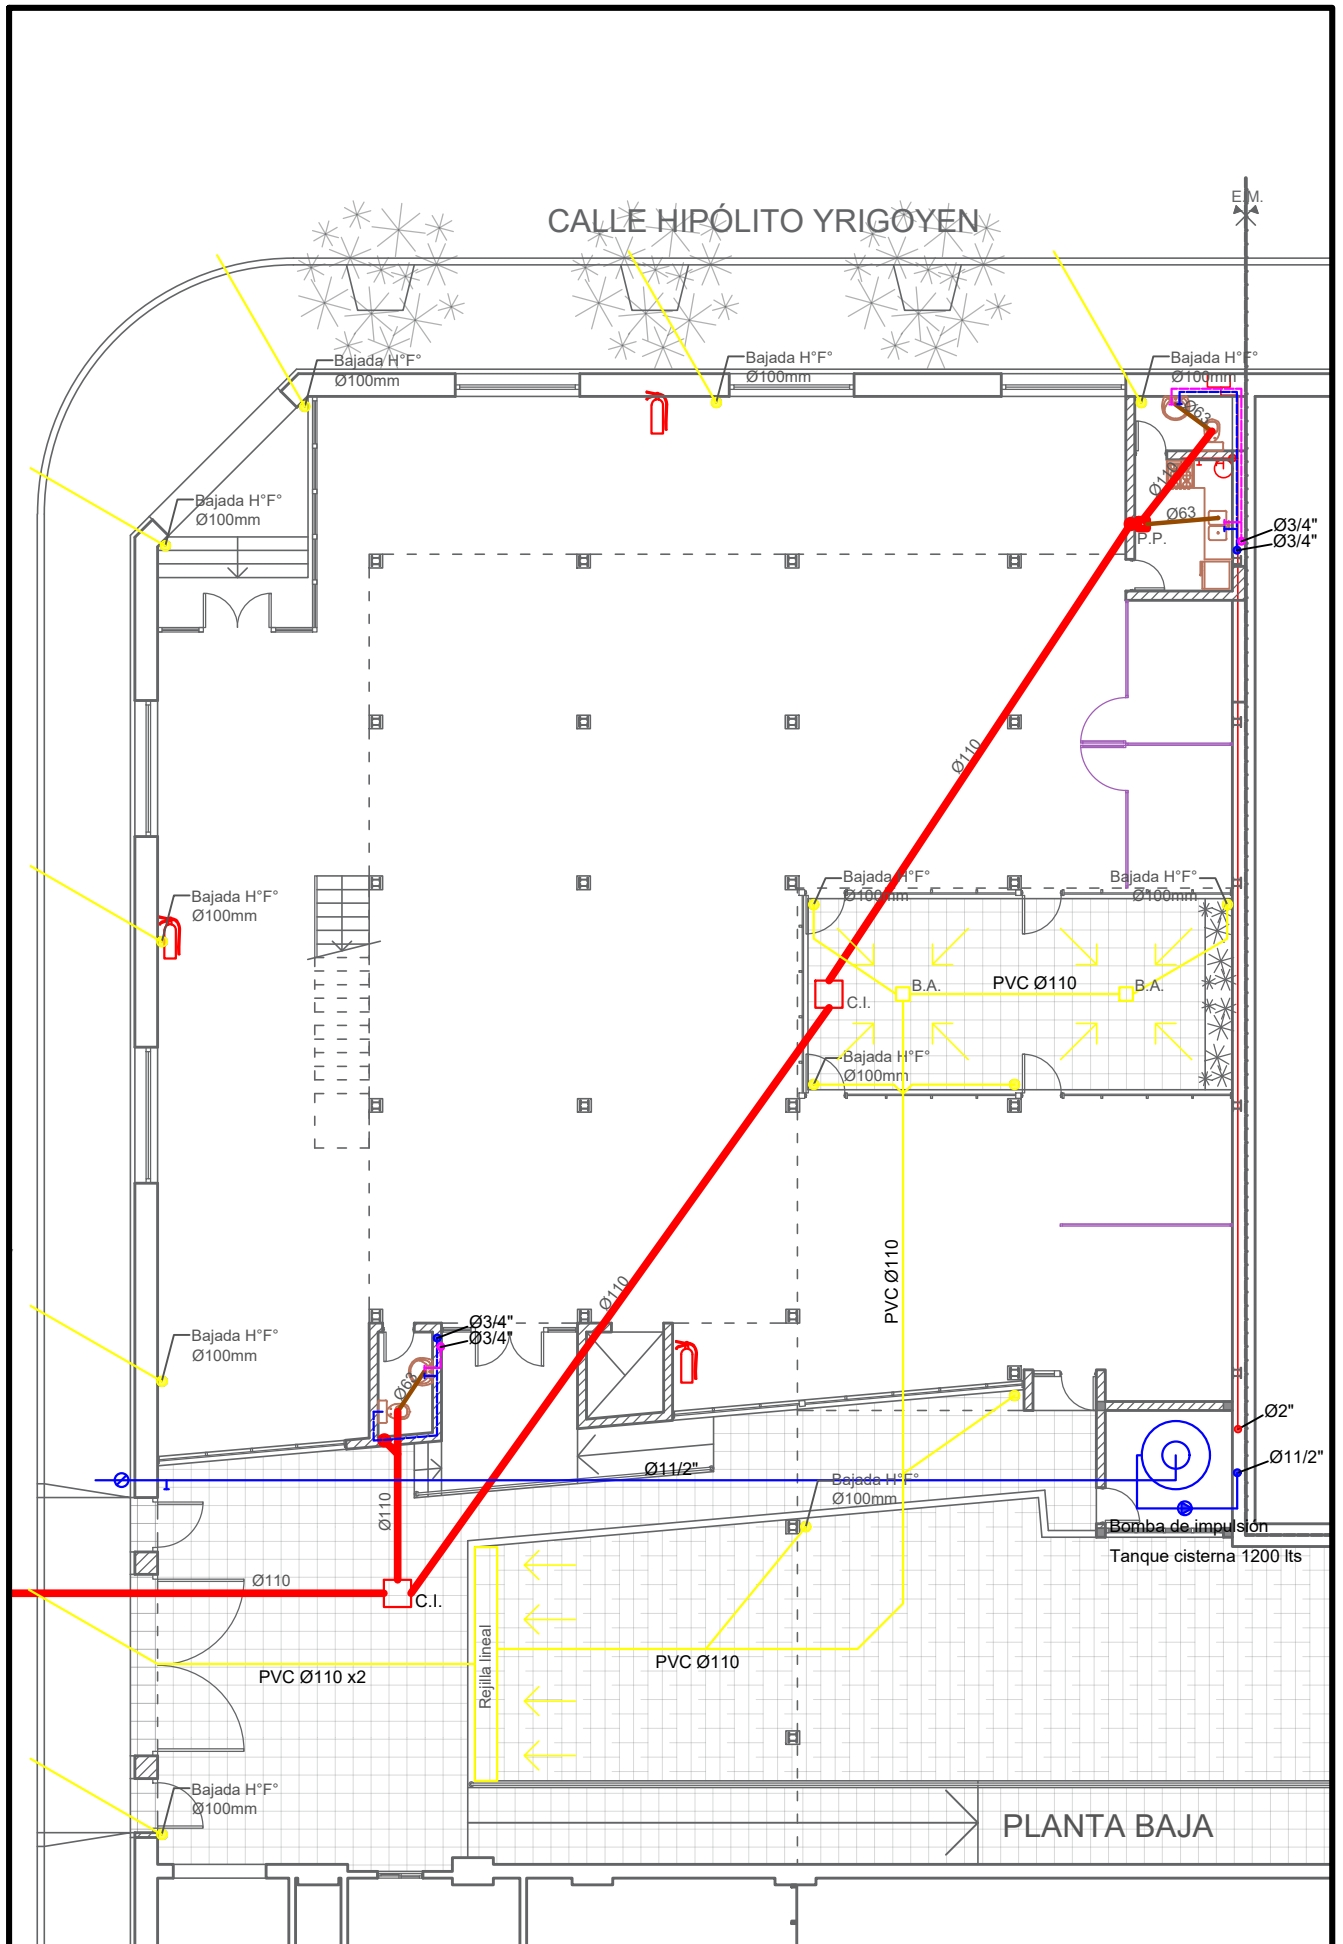 E.M.
CALLE HIPÓLITO YRIGOYEN
Bajada H°F°
Ø100mm
Bajada H°F°
Ø100mm
Bajada H°F°
Ø100mm
Ø63
Bajada H°F°
Ø100mm
Ø110
Ø63
P.P.
Ø3/4"
Ø3/4"
Ø110
Bajada H°F°
Ø100mm
Bajada H°F°
Ø100mm
Bajada H°F°
Ø100mm
B.A.
PVC Ø110
B.A.
C.I.
Bajada H°F°
Ø100mm
PVC Ø110
Ø110
Ø3/4"
Ø3/4"
Bajada H°F°
Ø100mm
Ø63
Ø2"
Ø11/2"
Ø11/2"
Bajada H°F°
Ø100mm
Ø110
Bomba de impulsión
Tanque cisterna 1200 lts
Ø110
C.I.
Rejilla lineal
PVC Ø110
PVC Ø110 x2
Bajada H°F°
Ø100mm
PLANTA BAJA